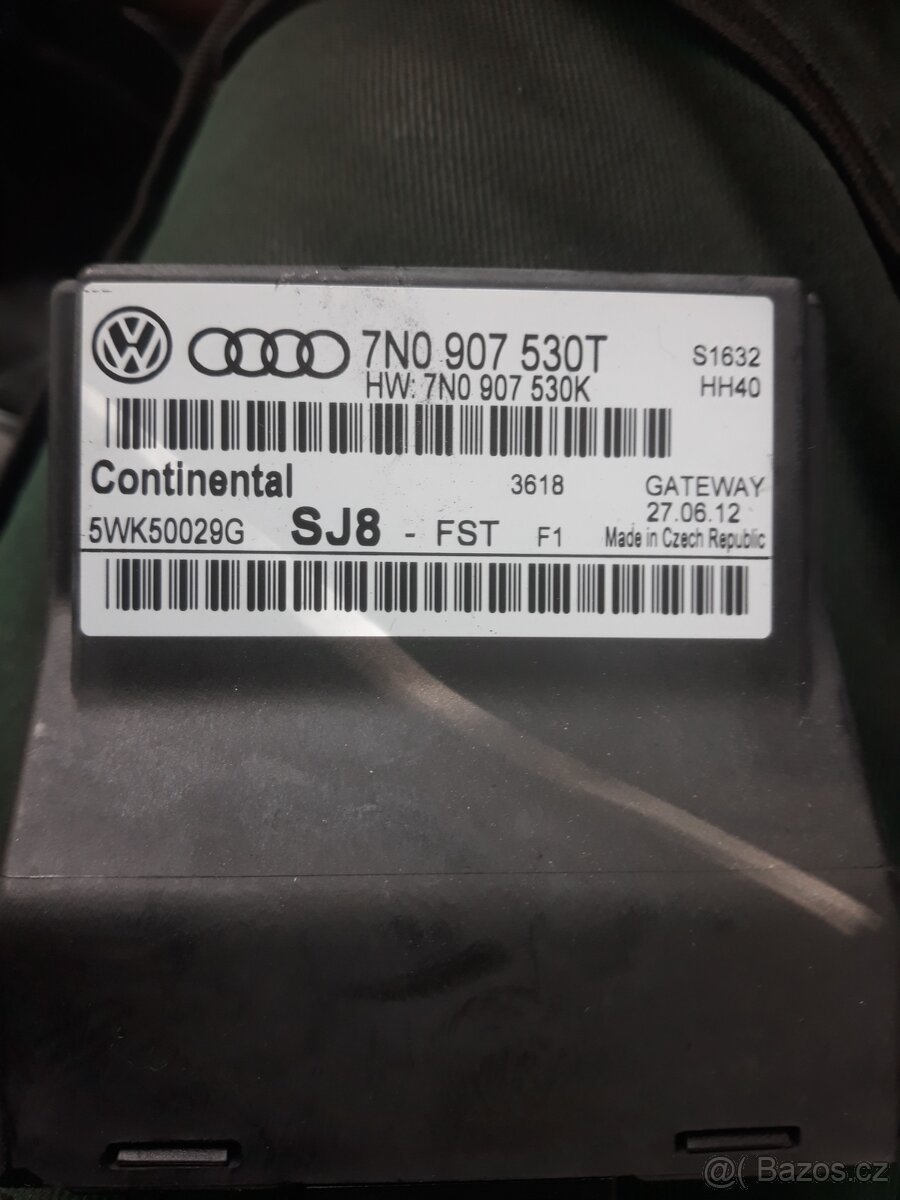 7N0 907 530T
S1632
HW: 7N0 907 530K
HH40
Continental
3618
GATEWAY
27.06.12
5WK50029G SJ8 - FST F1 Made in Czech Republic
@( Bazos.cz